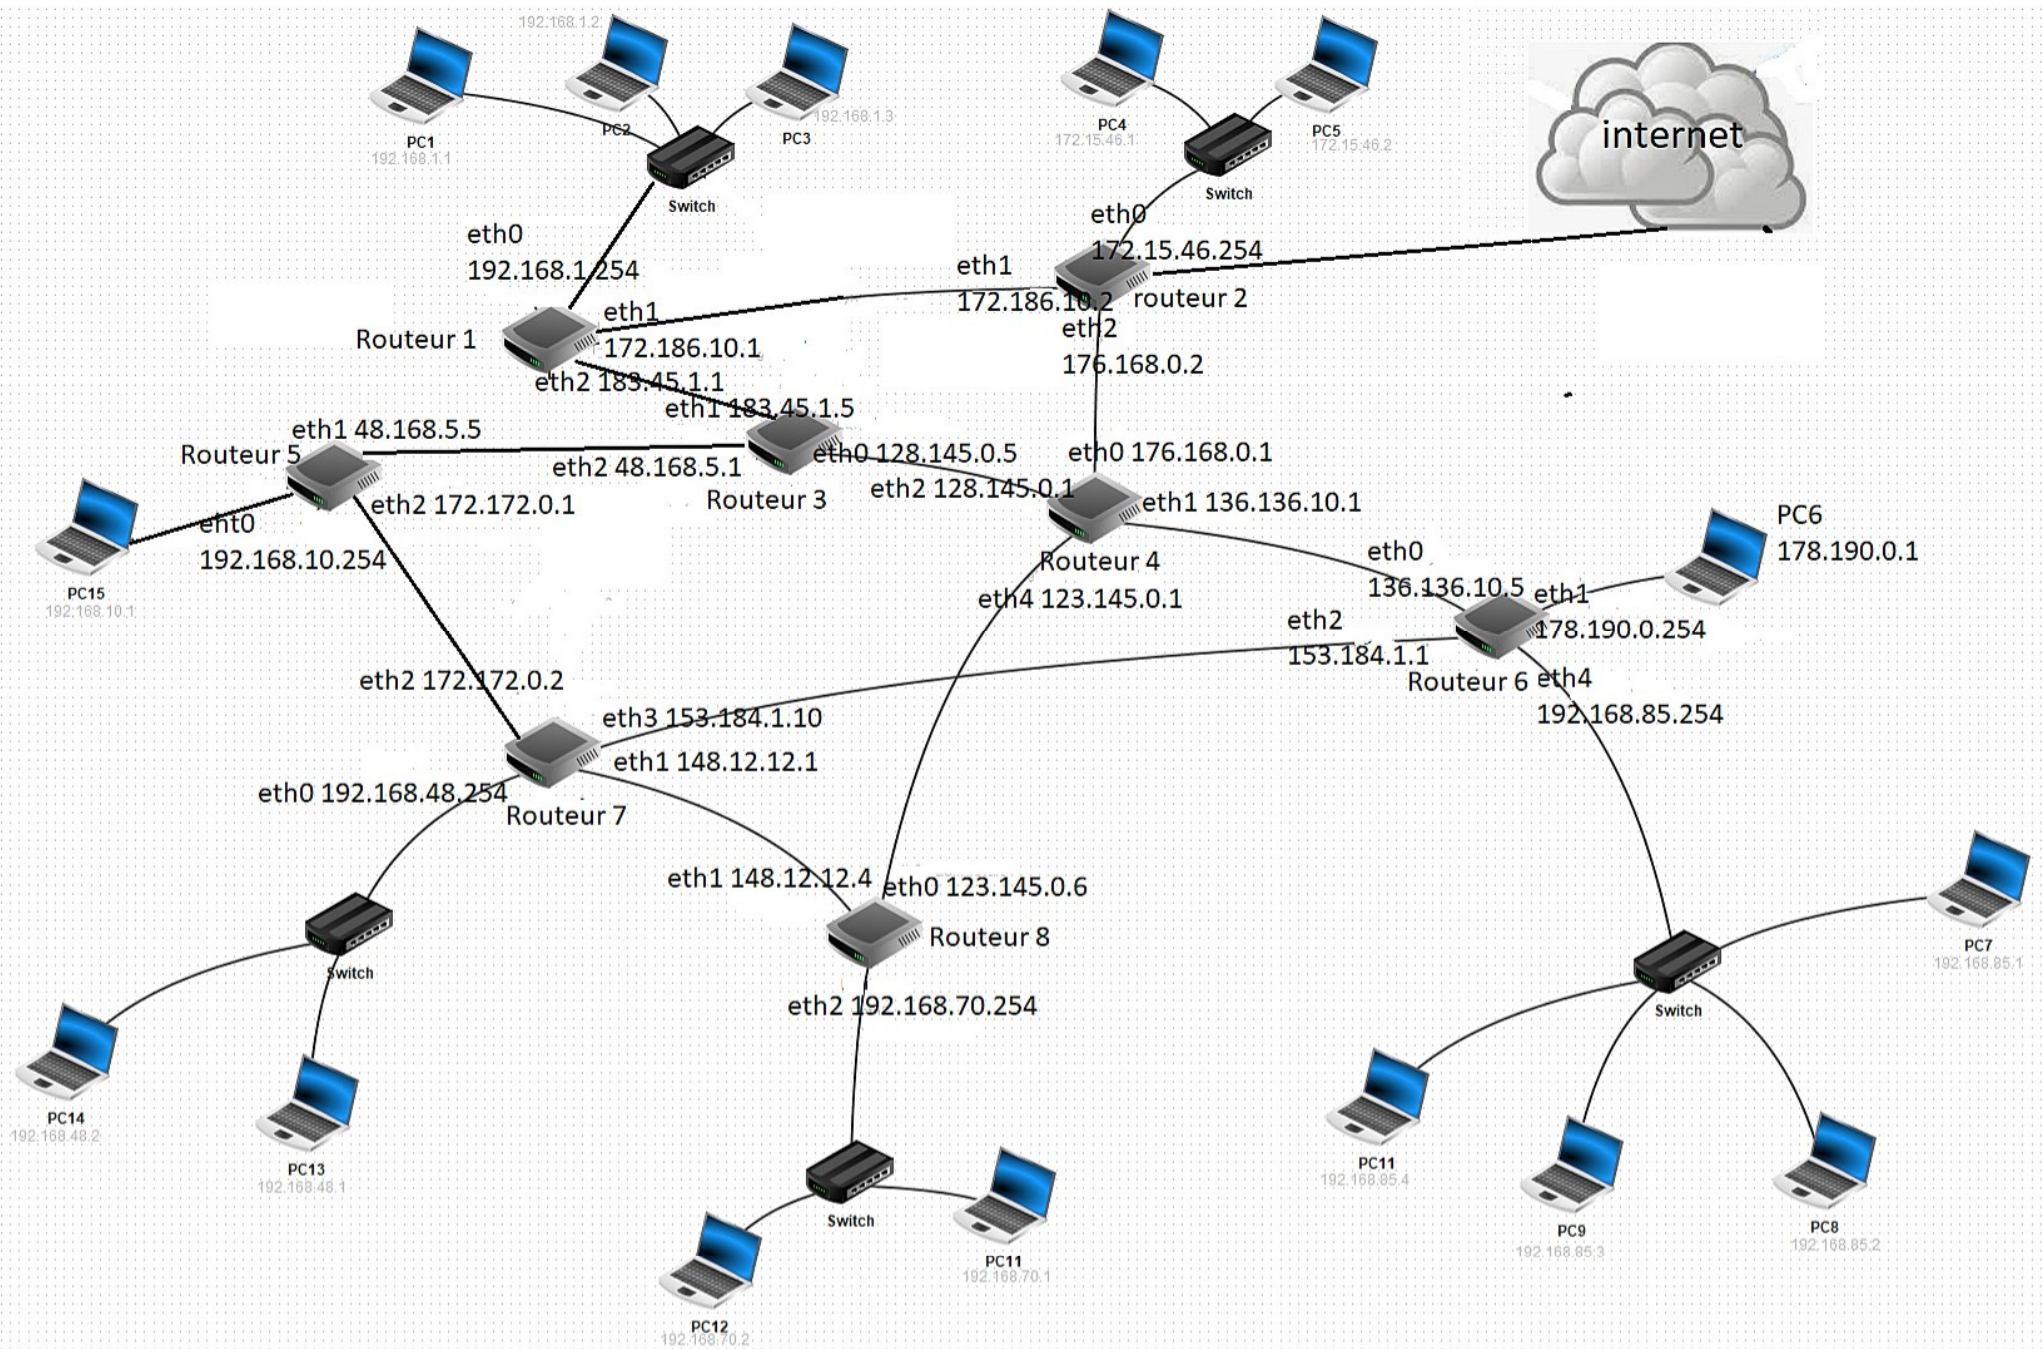 192.168.1.2
PC1
192.168.1.1
PC2
PC3
192.168.1.3
Switch
PC4
172.15.46.1
PC5
172.15.46.2
Switch
internet
eth0
192.168.1.254
eth0
172.15.46.254
eth1
172.186.10.2
routeur 2
eth2
176.168.0.2
Routeur 1
eth1
172.186.10.1
eth2 183.45.1.1
eth1 183.45.1.5
eth1 48.168.5.5
Routeur 5
eth2 48.168.5.1
eth0 128.145.0.5
Routeur 3
eth2 172.172.0.1
eht0
192.168.10.254
PC15
192.168.10.1
eth0 176.168.0.1
eth2 128.145.0.1
eth1 136.136.10.1
Routeur 4
eth4 123.145.0.1
eth0
136.136.10.5
PC6
178.190.0.1
eth1
178.190.0.254
eth2
153.184.1.1
Routeur 6
eth4
192.168.85.254
eth2 172.172.0.2
eth3 153.184.1.10
eth1 148.12.12.1
eth0 192.168.48.254
Routeur 7
eth1 148.12.12.4
eth0 123.145.0.6
Routeur 8
eth2 192.168.70.254
Switch
PC14
192.168.48.2
PC13
192.168.48.1
Switch
PC12
192.168.70.2
PC11
192.168.70.1
PC7
192.168.85.1
Switch
PC11
192.168.85.4
PC9
192.168.85.3
PC8
192.168.85.2